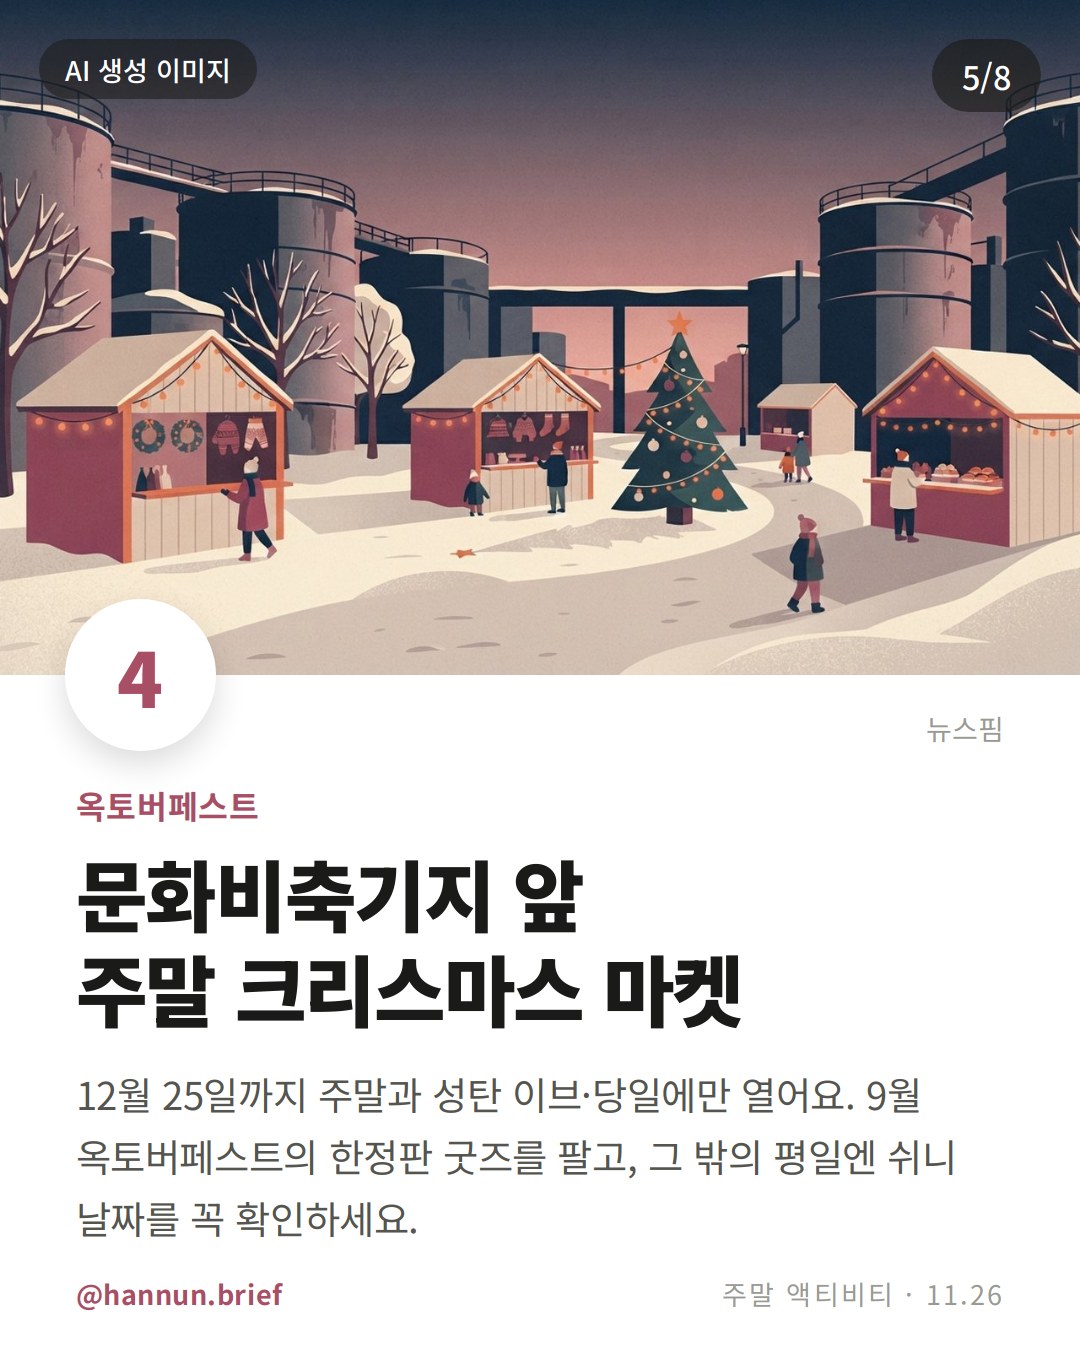 AI 생성 이미지
5/8
4
뉴스핌
옥토버페스트
문화비축기지 앞
주말 크리스마스 마켓
12월 25일까지 주말과 성탄 이브·당일에만 열어요. 9월
옥토버페스트의 한정판 굿즈를 팔고, 그 밖의 평일엔 쉬니
날짜를 꼭 확인하세요.
@hannun.brief
주말 액티비티 · 11.26